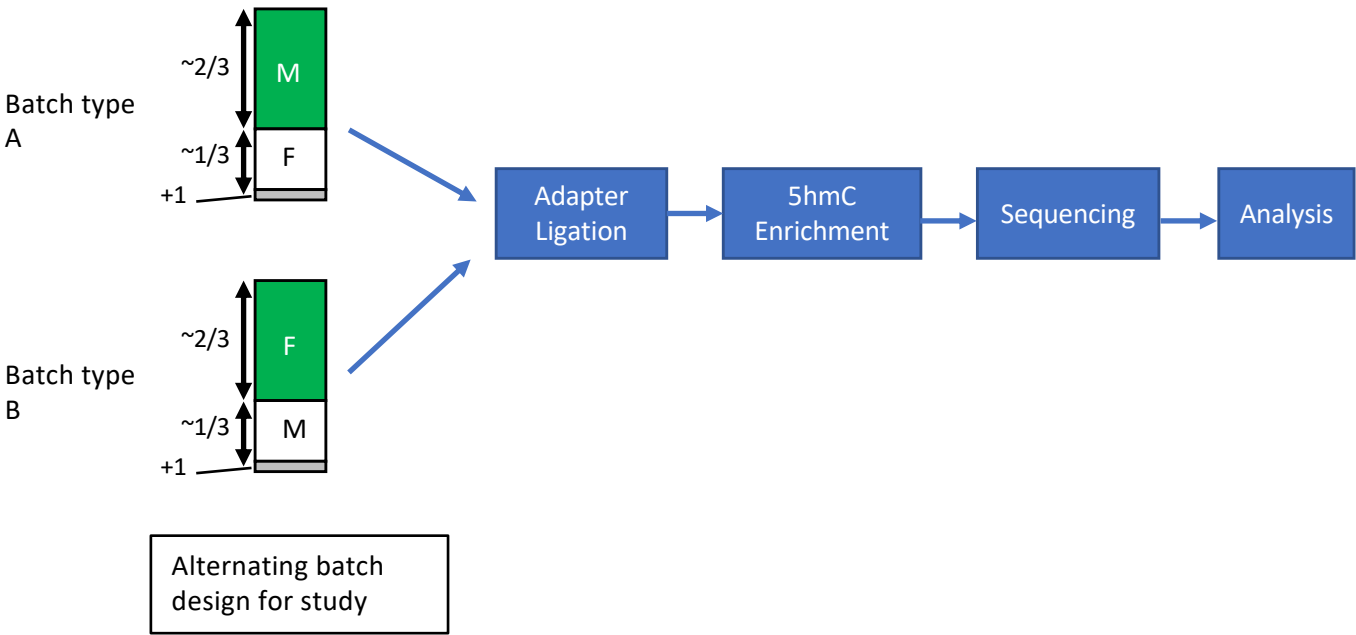 ~2/3
M
Batch type
A
~1/3
F
+1
Adapter
Ligation
5hmC
Enrichment
Sequencing
Analysis
~2/3
F
Batch type
B
~1/3
M
+1
Alternating batch
design for study